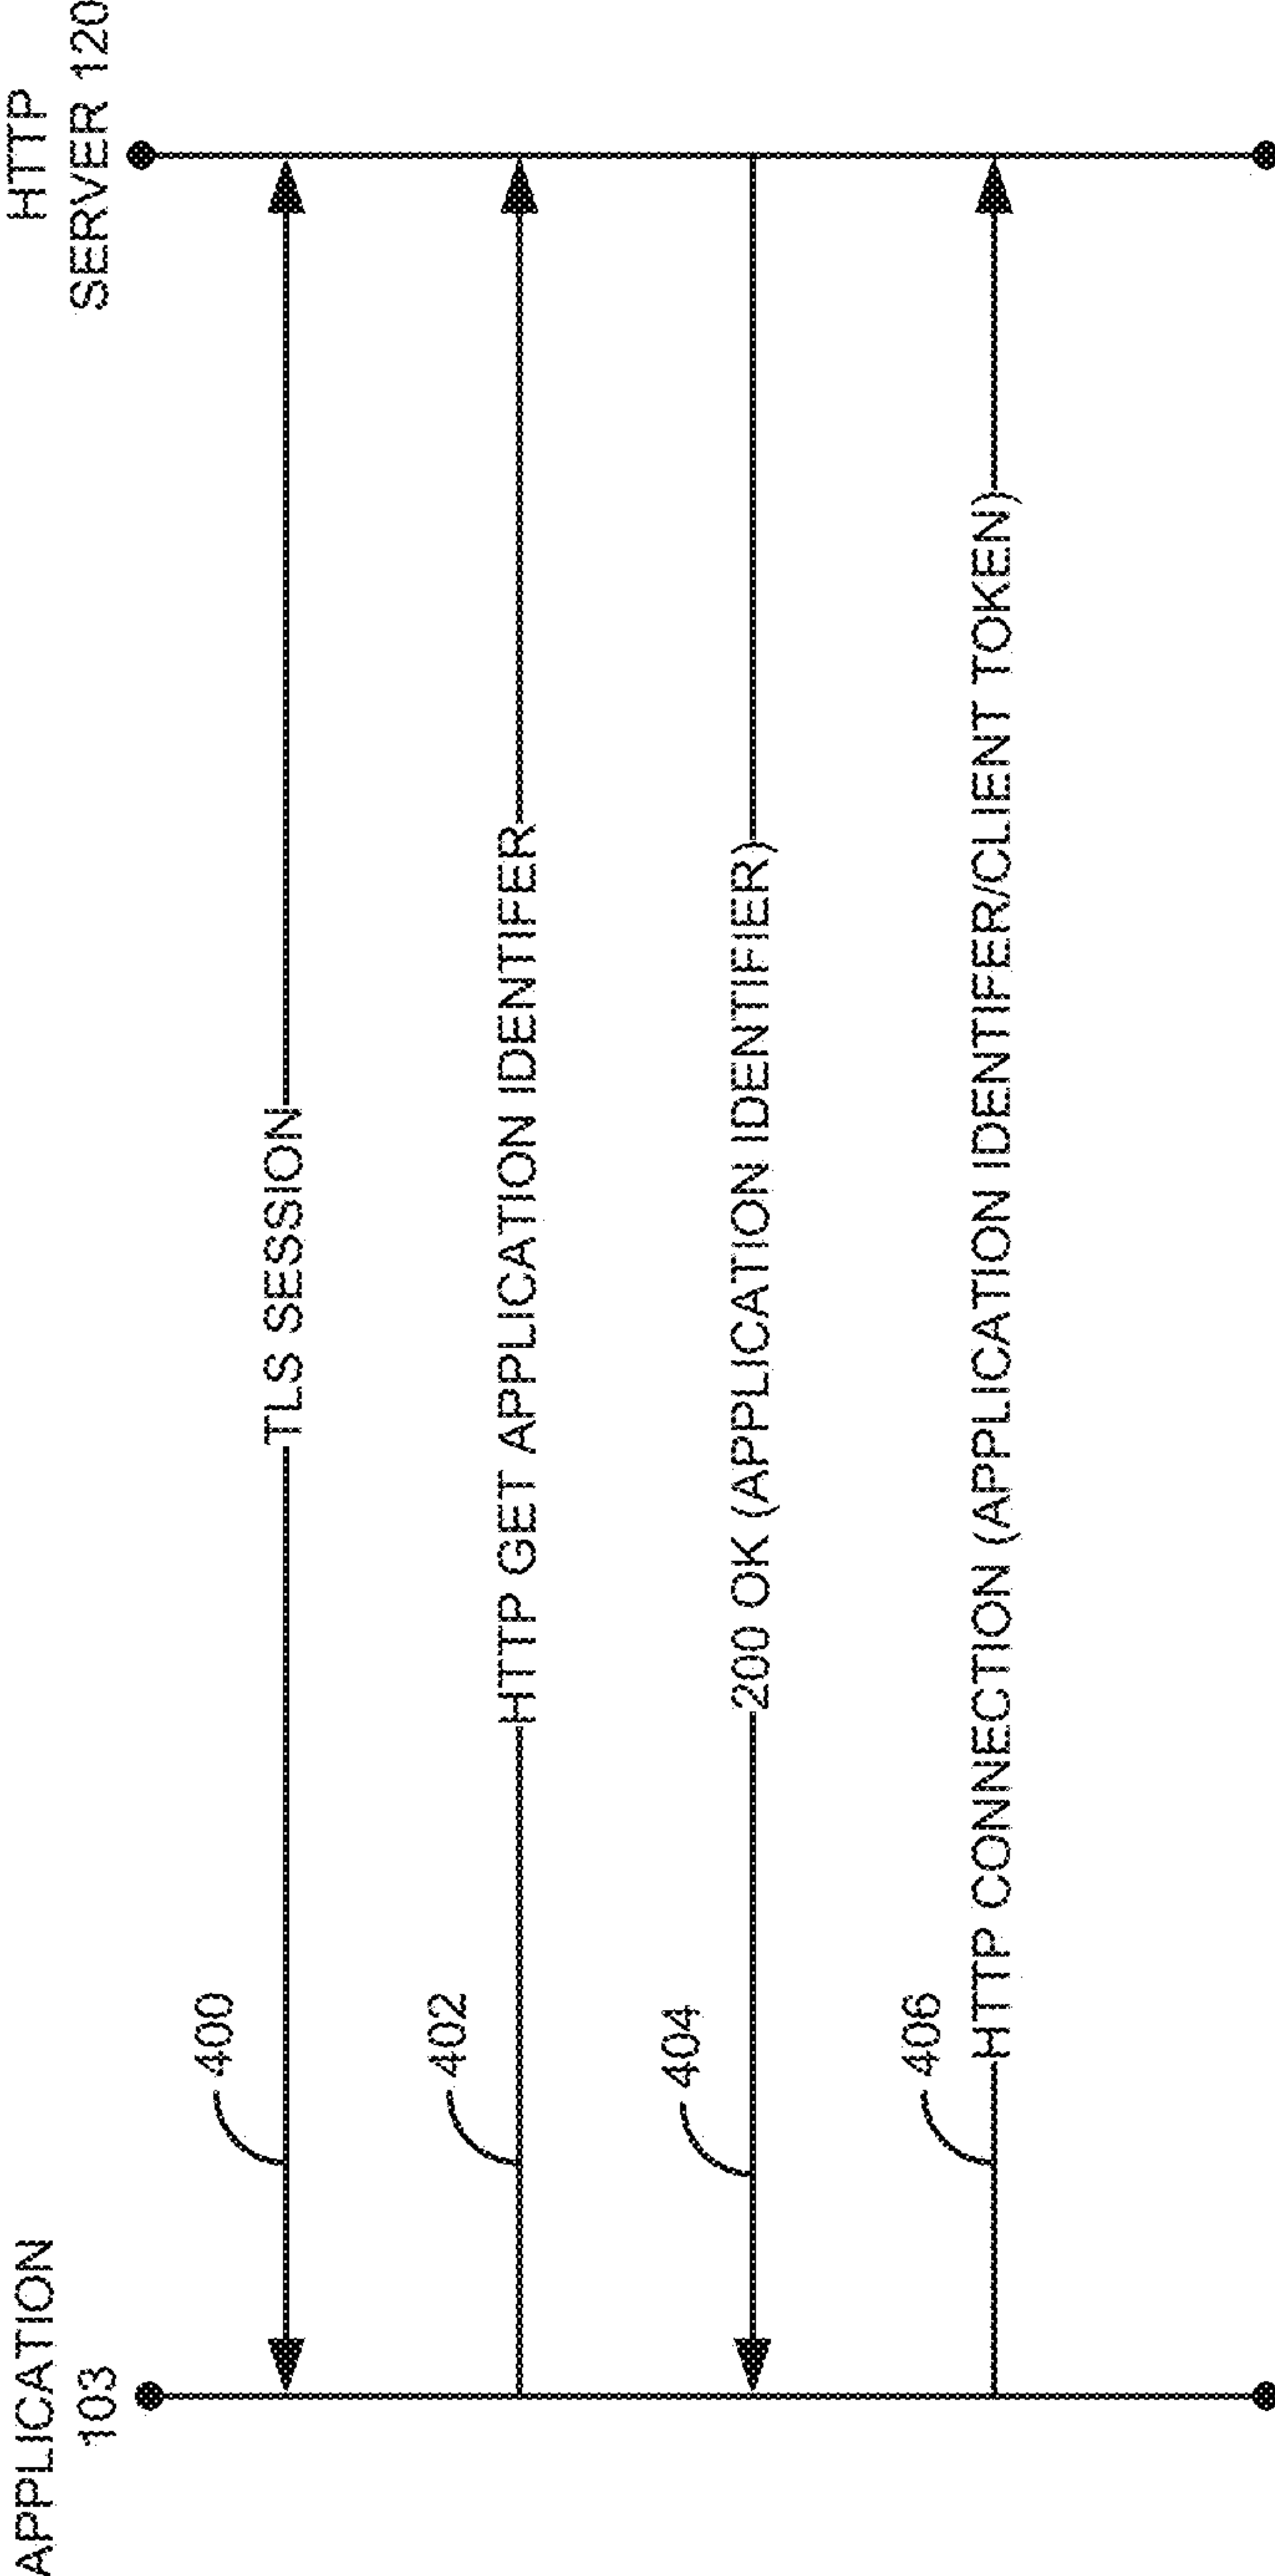 APPLICATION
103
HTTP
SERVER 120
400
TLS SESSION
402
HTTP GET APPLICATION IDENTIFER
404
200 OK (APPLICATION IDENTIFIER)
406
HTTP CONNECTION (APPLICATION IDENTIFER/CLIENT TOKEN)